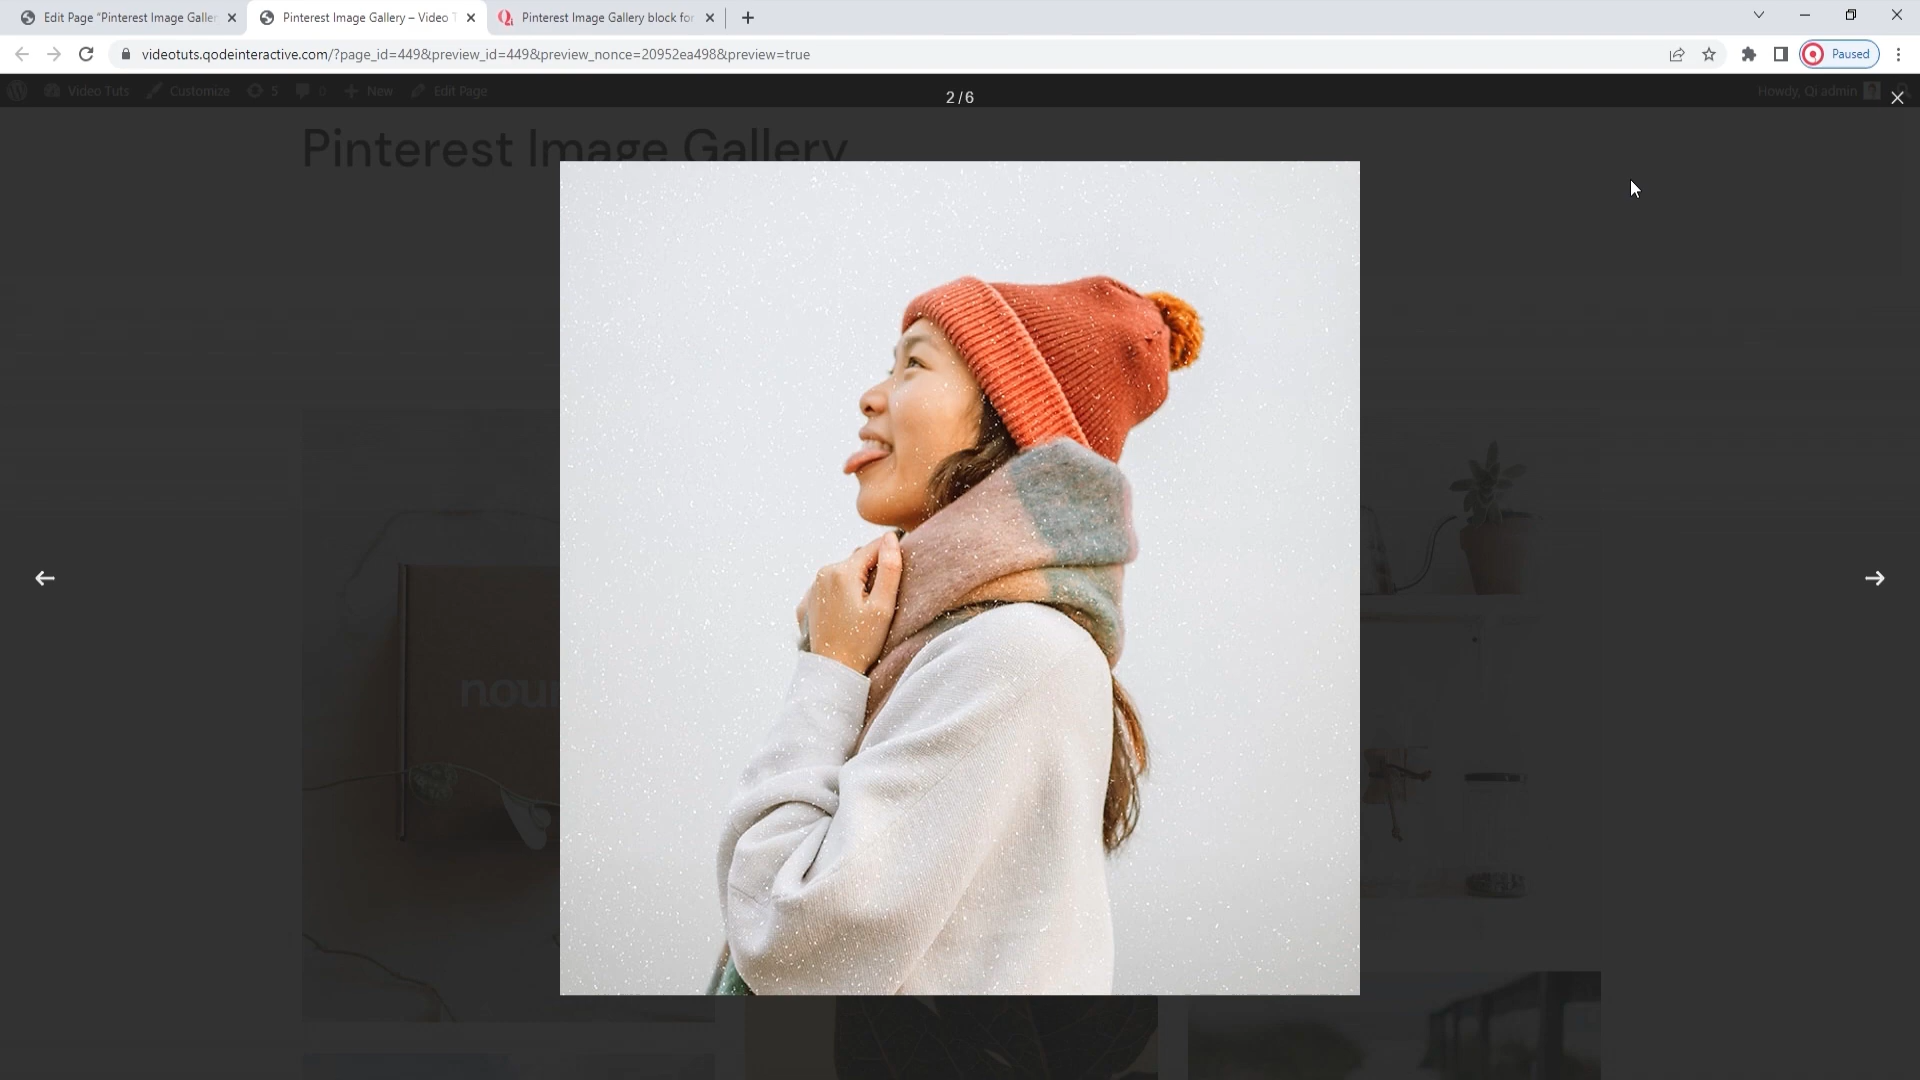 Edit Page "Pinterest Image Galler
Pinterest Image Gallery – Video T
Pinterest Image Gallery block for
videotuts.qodeinteractive.com/?page_id=449&preview_id=449&preview_nonce=20952ea498&preview=true
Paused
Video Tuts
Customize
5
0
New
Edit Page
Howdy, Qi admin
2/6
Pinterest Image Gallery
nour